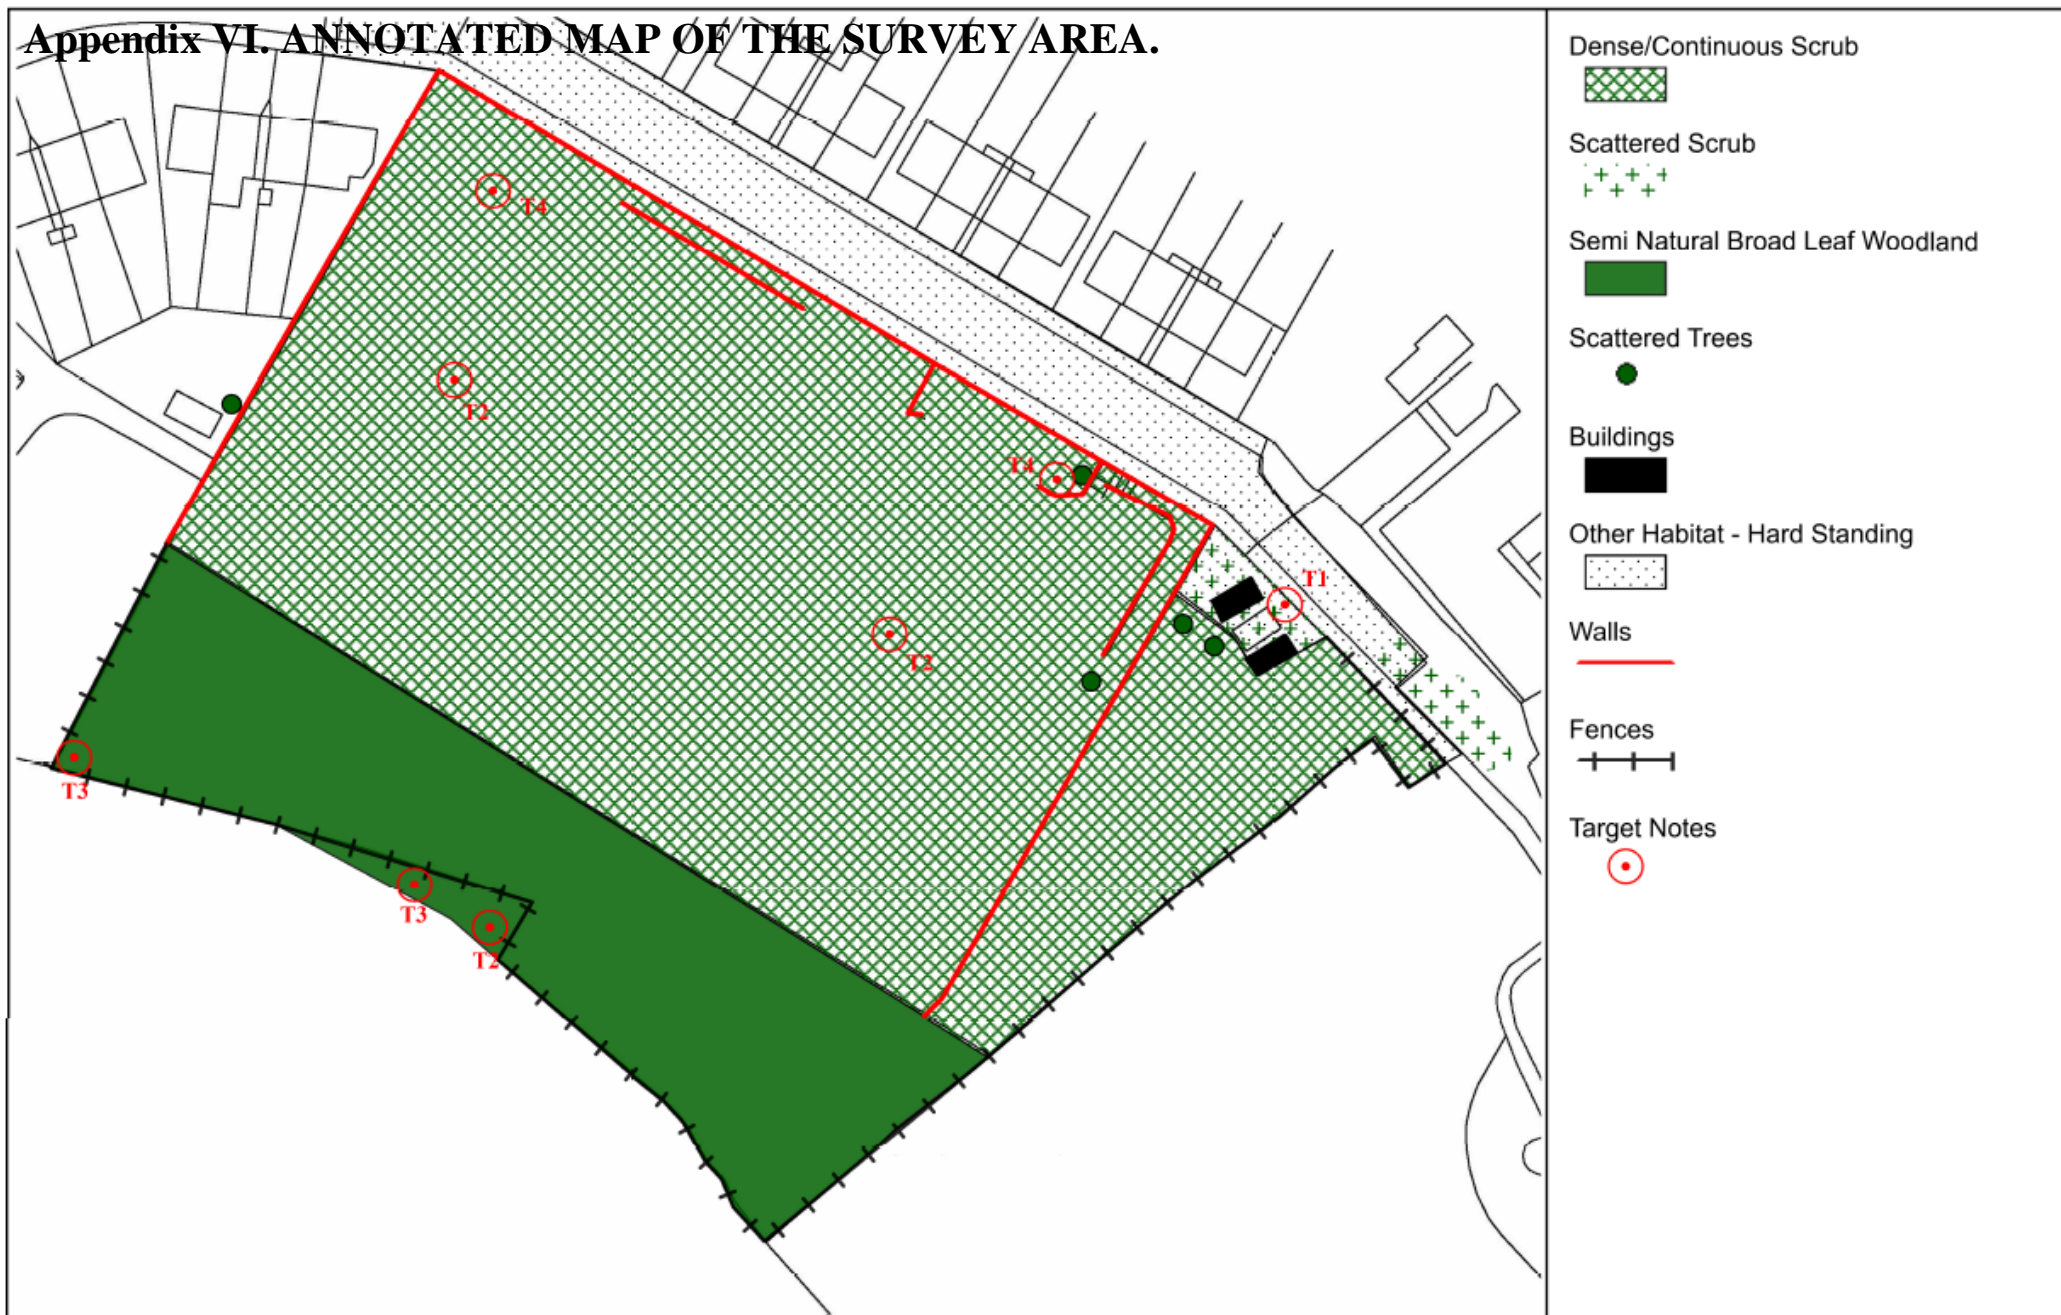 Appendix VI. ANNOTATED MAP OF THE SURVEY AREA.
Dense/Continuous Scrub
Scattered Scrub
Semi Natural Broad Leaf Woodland
Scattered Trees
Buildings
Other Habitat - Hard Standing
Walls
Fences
Target Notes
T4
T2
T4
T1
T2
T3
T3
T2